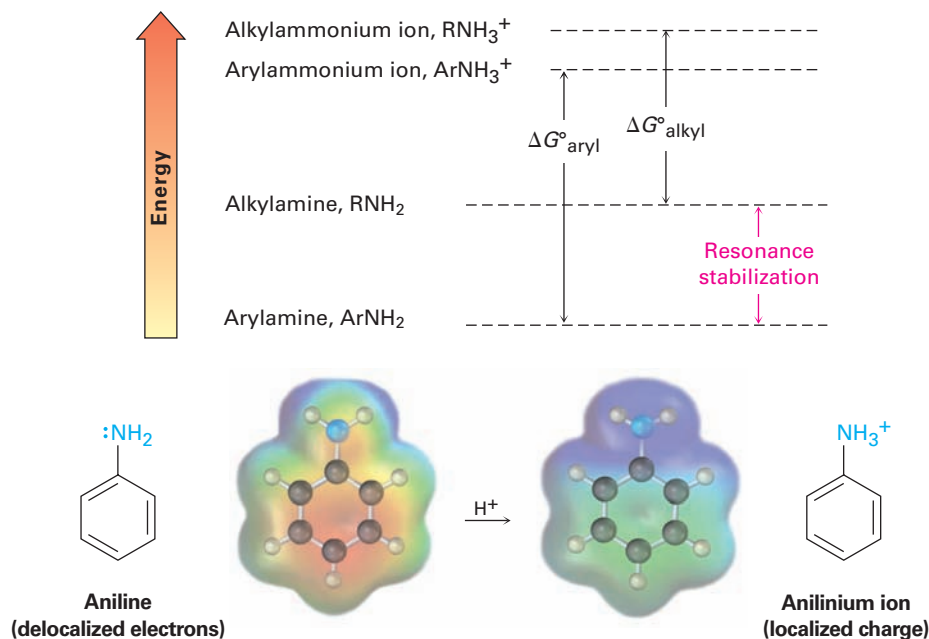 Alkylammonium ion, RNH₃⁺
Arylammonium ion, ArNH₃⁺
ΔG°aryl
ΔG°alkyl
Energy
Alkylamine, RNH₂
Resonance
stabilization
Arylamine, ArNH₂
:NH₂
H⁺
NH₃⁺
Aniline
(delocalized electrons)
Anilinium ion
(localized charge)